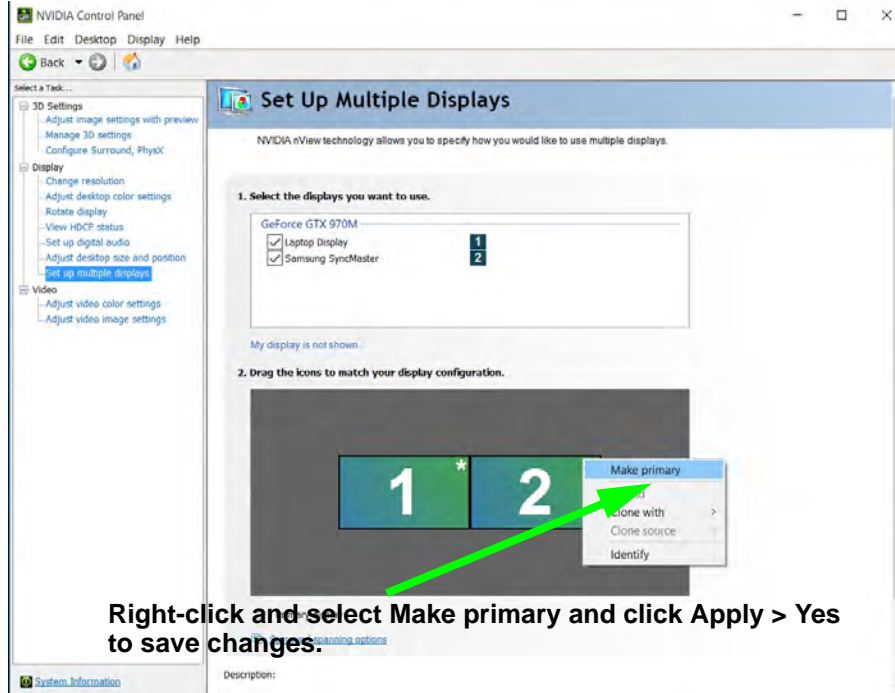 NVIDIA Control Panel
File Edit Desktop Display Help
Back
Select a Task...
3D Settings
Adjust image settings with preview
Manage 3D settings
Configure Surround, PhysX
Display
Change resolution
Adjust desktop color settings
Rotate display
View HDCP status
Set up digital audio
Adjust desktop size and position
Set up multiple displays
Video
Adjust video color settings
Adjust video image settings
System Information
Set Up Multiple Displays
NVIDIA nView technology allows you to specify how you would like to use multiple displays.
1. Select the displays you want to use.
GeForce GTX 970M
Laptop Display 1
Samsung SyncMaster 2
My display is not shown...
2. Drag the icons to match your display configuration.
1 * 2
Make primary
Clone with >
Clone source
Identify
Right-click and select Make primary and click Apply > Yes
to save changes.
spanning options
Description: